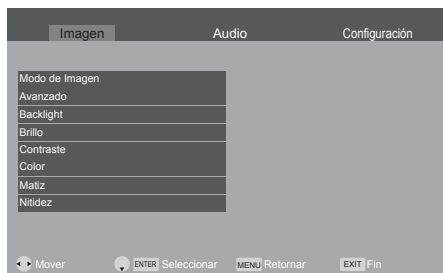 Imagen Audio Configuración
Modo de Imagen
Avanzado
Backlight
Brillo
Contraste
Color
Matiz
Nitidez
Mover ENTER Seleccionar MENU Retornar EXIT Fin